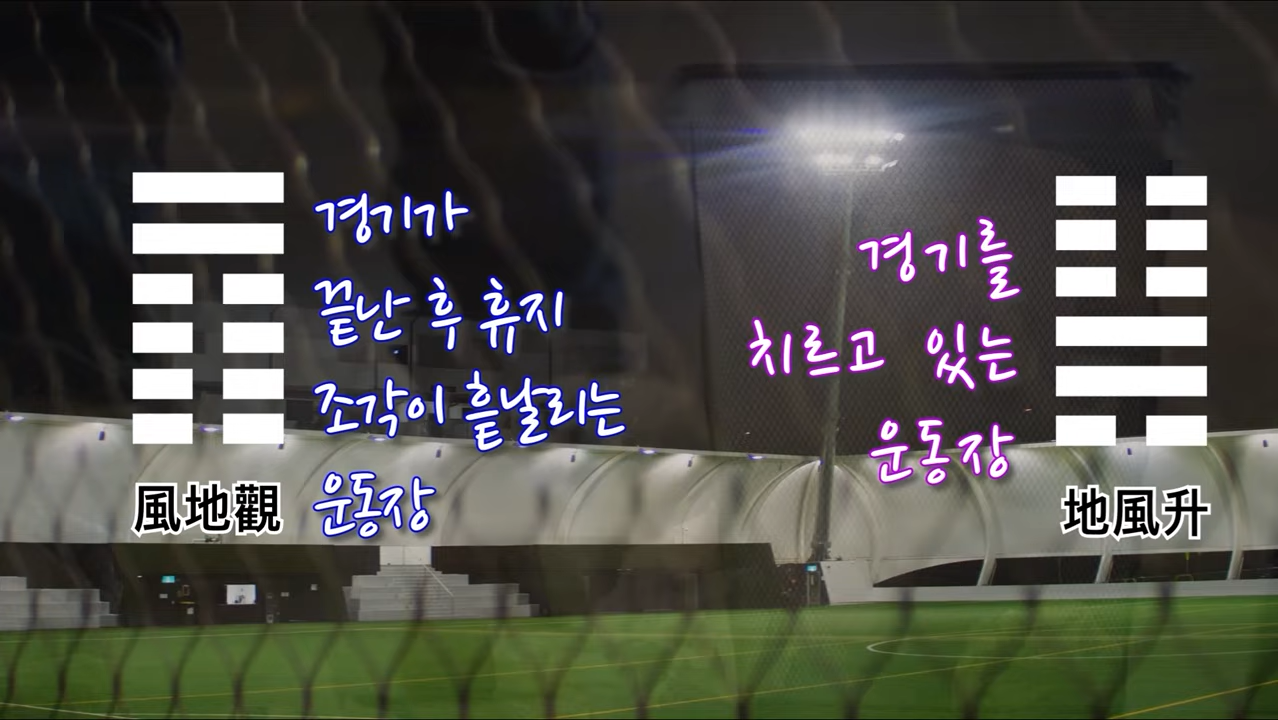 경기가
끝난 후 휴지
조각이 흩날리는
운동장
風地觀
경기를
치르고 있는
운동장
地風升